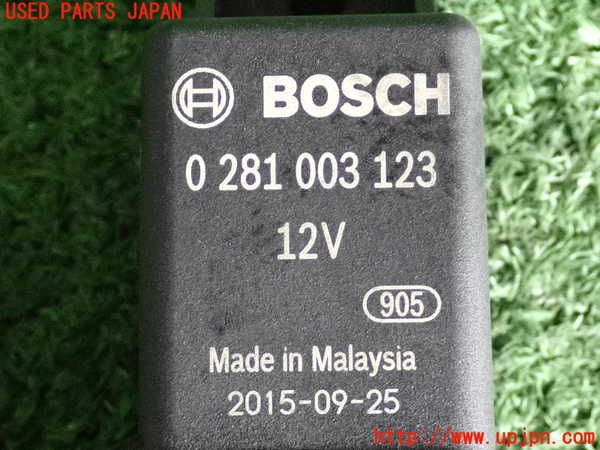 USED PARTS JAPAN
BOSCH
0 281 003 123
12V
905
Made in Malaysia
2015-09-25
http://www.upjpn.com